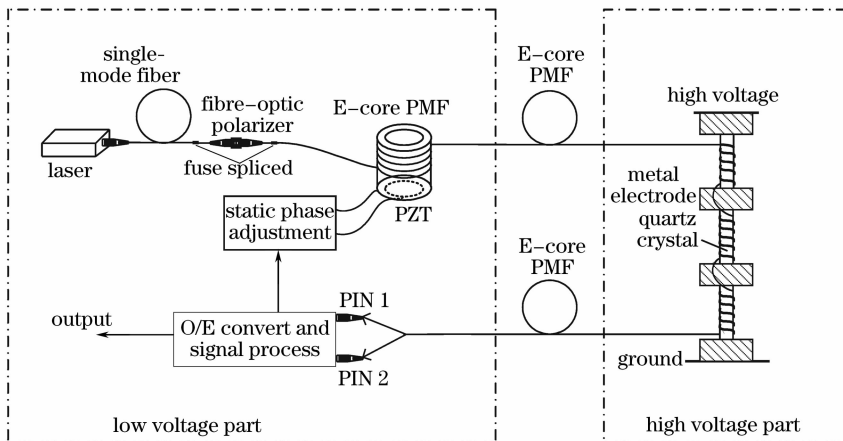 single-
mode fiber
fibre-optic
polarizer
E-core PMF
laser
fuse spliced
PZT
static phase
adjustment
PIN 1
O/E convert and
signal process
PIN 2
output
low voltage part
E-core
PMF
E-core
PMF
high voltage
metal
electrode
quartz
crystal
ground
high voltage part